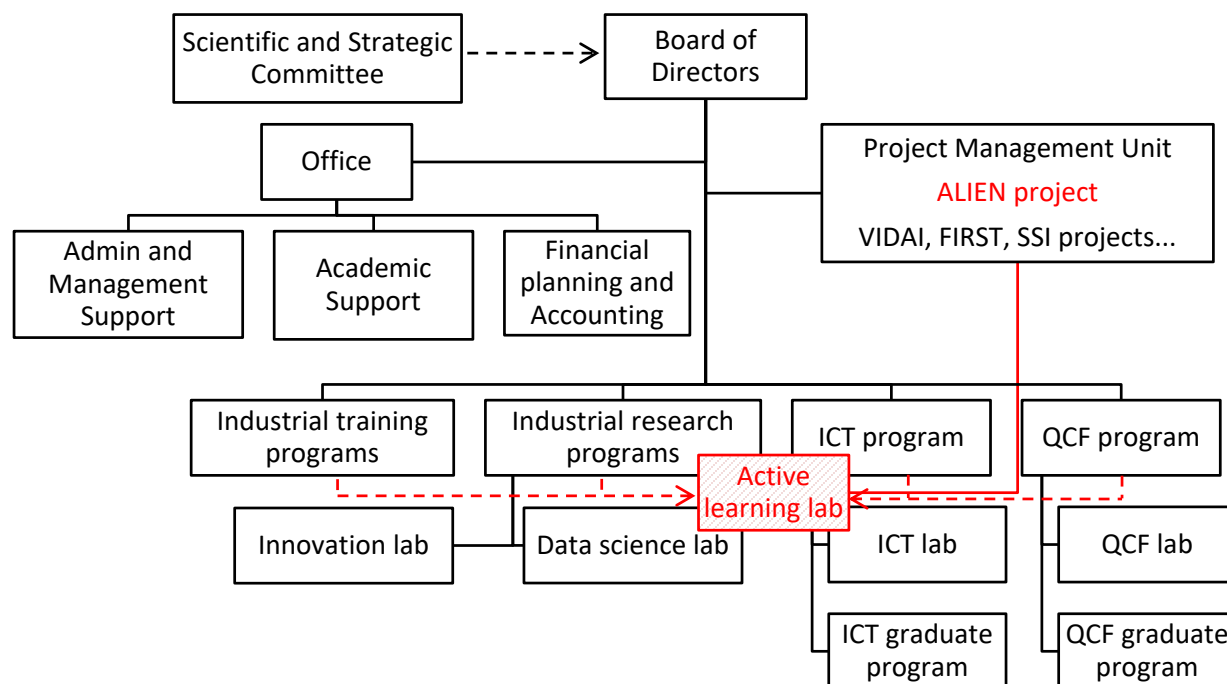 Scientific and Strategic
Committee
Board of
Directors
Office
Project Management Unit
ALIEN project
VIDAI, FIRST, SSI projects...
Admin and
Management
Support
Academic
Support
Financial
planning and
Accounting
Industrial training
programs
Industrial research
programs
ICT program
QCF program
Active
learning lab
Innovation lab
Data science lab
ICT lab
QCF lab
ICT graduate
program
QCF graduate
program